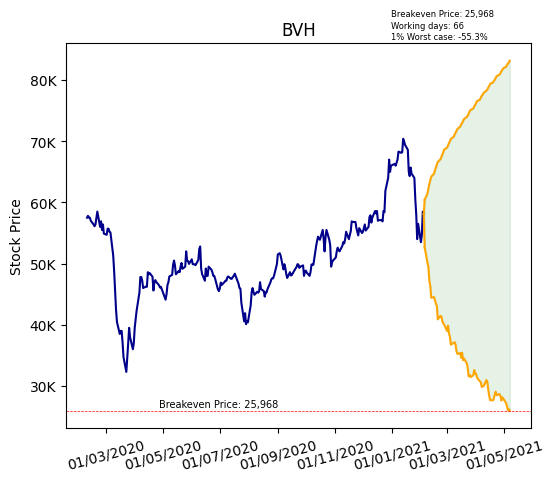 Breakeven Price: 25,968
Working days: 66
1% Worst case: -55.3%
BVH
Stock Price
80K
70K
60K
50K
40K
30K
Breakeven Price: 25,968
01/03/2020 01/05/2020 01/07/2020 01/09/2020 01/11/2020 01/01/2021 01/03/2021 01/05/2021